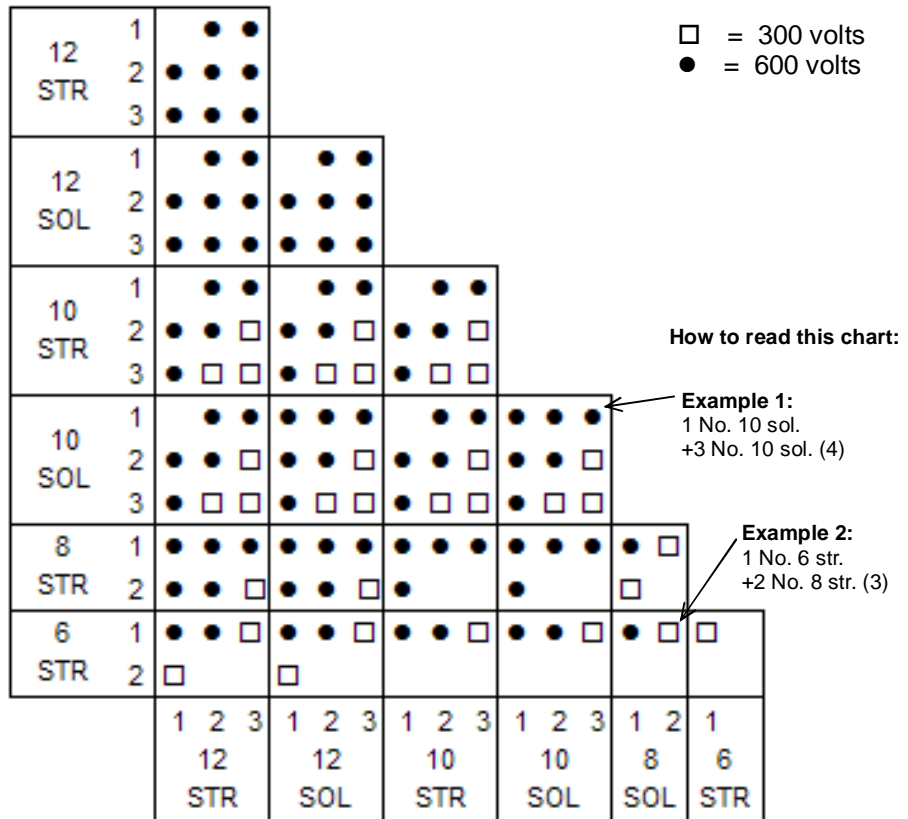 12
STR
1
2
3
□ = 300 volts
● = 600 volts
12
SOL
1
2
3
10
STR
1
2
3
How to read this chart:
10
SOL
1
2
3
Example 1:
1 No. 10 sol.
+3 No. 10 sol. (4)
8
STR
1
2
Example 2:
1 No. 6 str.
+2 No. 8 str. (3)
6
STR
1
2
1 2 3 1 2 3 1 2 3 1 2 3 1 2 1
12 12 10 10 8 6
STR SOL STR SOL SOL STR